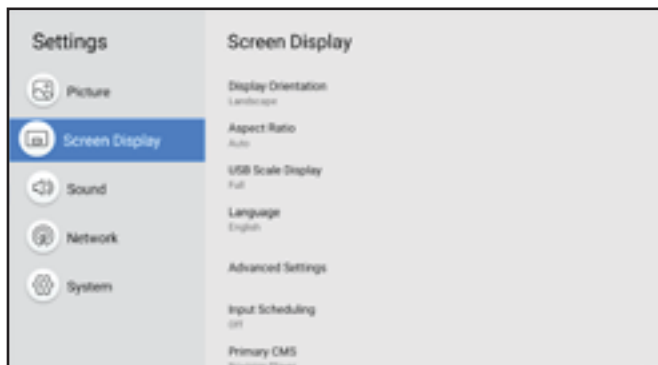 Settings
Picture
Screen Display
Sound
Network
System
Screen Display
Display Orientation
Landscape
Aspect Ratio
Auto
USB Scale Display
Full
Language
English
Advanced Settings
Input Scheduling
Off
Primary CMS